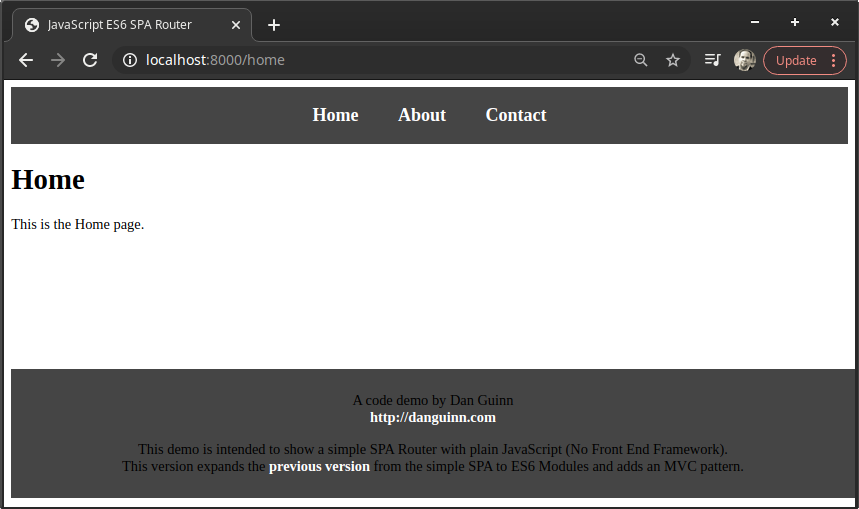 JavaScript ES6 SPA Router
localhost:8000/home
Update
Home About Contact
Home
This is the Home page.
A code demo by Dan Guinn
http://danguinn.com
This demo is intended to show a simple SPA Router with plain JavaScript (No Front End Framework).
This version expands the previous version from the simple SPA to ES6 Modules and adds an MVC pattern.